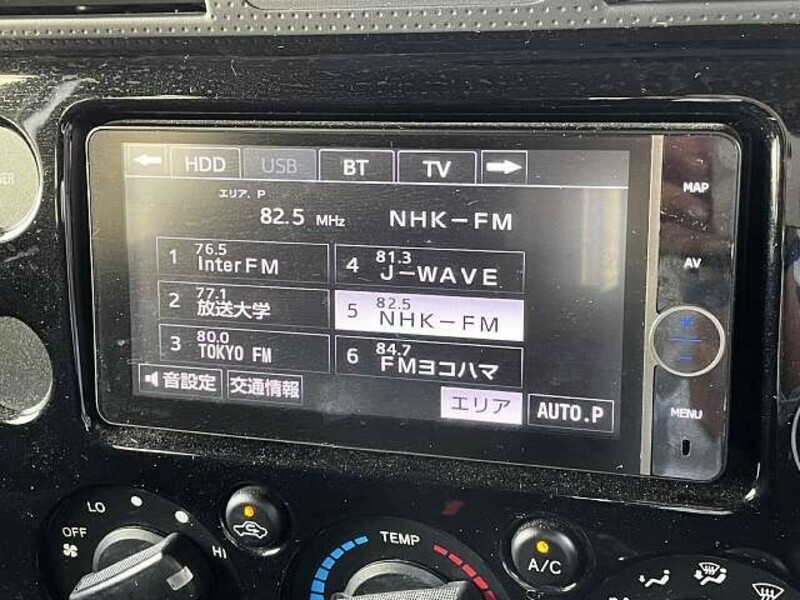 HDD USB BT TV
エリア.P
82.5 MHz NHK-FM
1 76.5 InterFM
2 77.1 放送大学
3 80.0 TOKYO FM
4 81.3 J-WAVE
5 82.5 NHK-FM
6 84.7 FMヨコハマ
音設定 交通情報 エリア AUTO.P
MAP
AV
+
-
MENU
OFF LO HI
TEMP
A/C